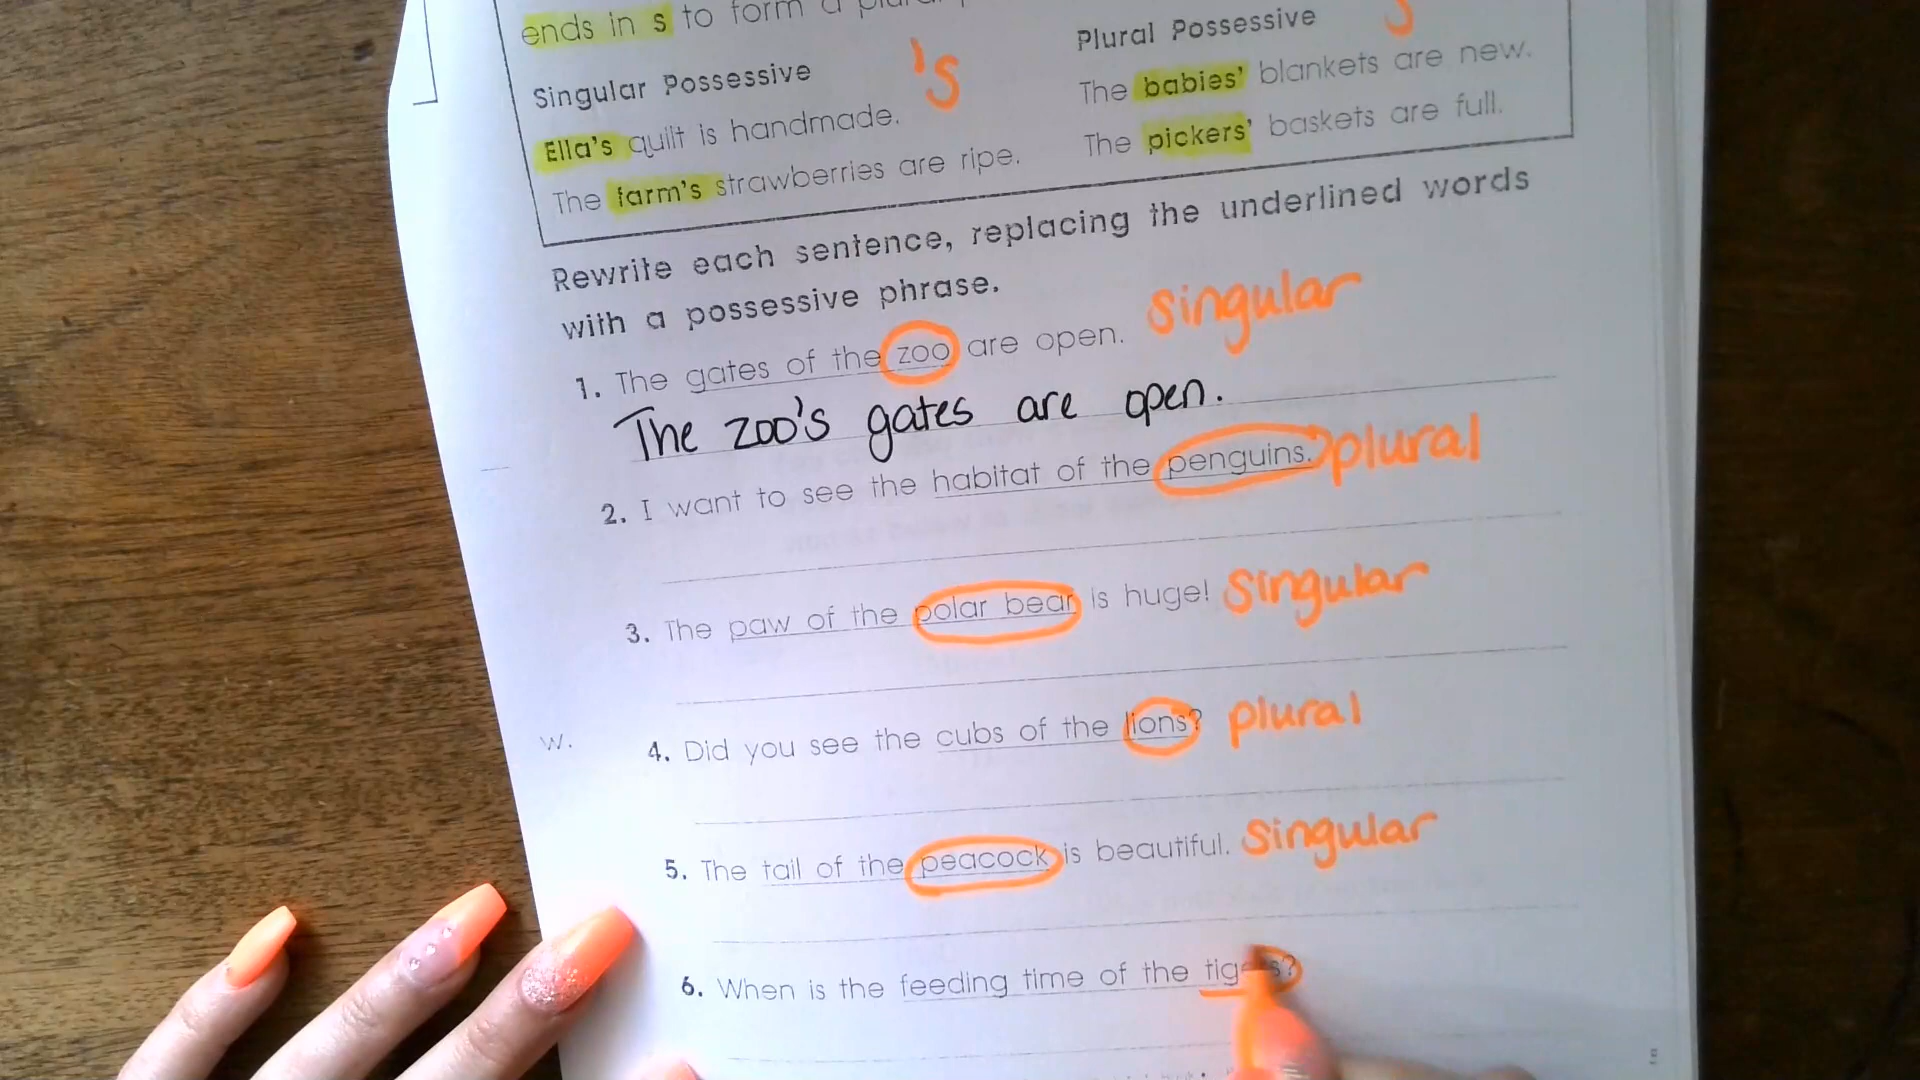 ends in s to form a
Singular Possessive 's
Ella's quilt is handmade.
The farm's strawberries are ripe.
Plural Possessive
The babies' blankets are new.
The pickers' baskets are full.
Rewrite each sentence, replacing the underlined words
with a possessive phrase.
1. The gates of the zoo are open. singular
The zoo's gates are open.
2. I want to see the habitat of the penguins. plural
3. The paw of the polar bear is huge! Singular
W.
4. Did you see the cubs of the lions? plural
5. The tail of the peacock is beautiful. Singular
6. When is the feeding time of the tigers?